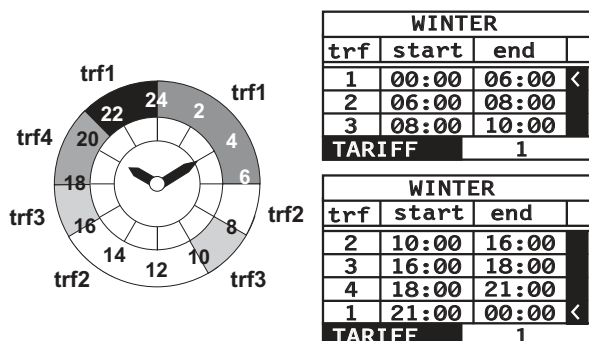 WINTER
trf start end
1 00:00 06:00 <
2 06:00 08:00
3 08:00 10:00
TARIFF 1
WINTER
trf start end
2 10:00 16:00
3 16:00 18:00
4 18:00 21:00
1 21:00 00:00 <
TARIFF 1
trf1
trf1
trf4
trf2
trf3
trf2
trf3
24
2
4
6
8
10
12
14
16
18
20
22